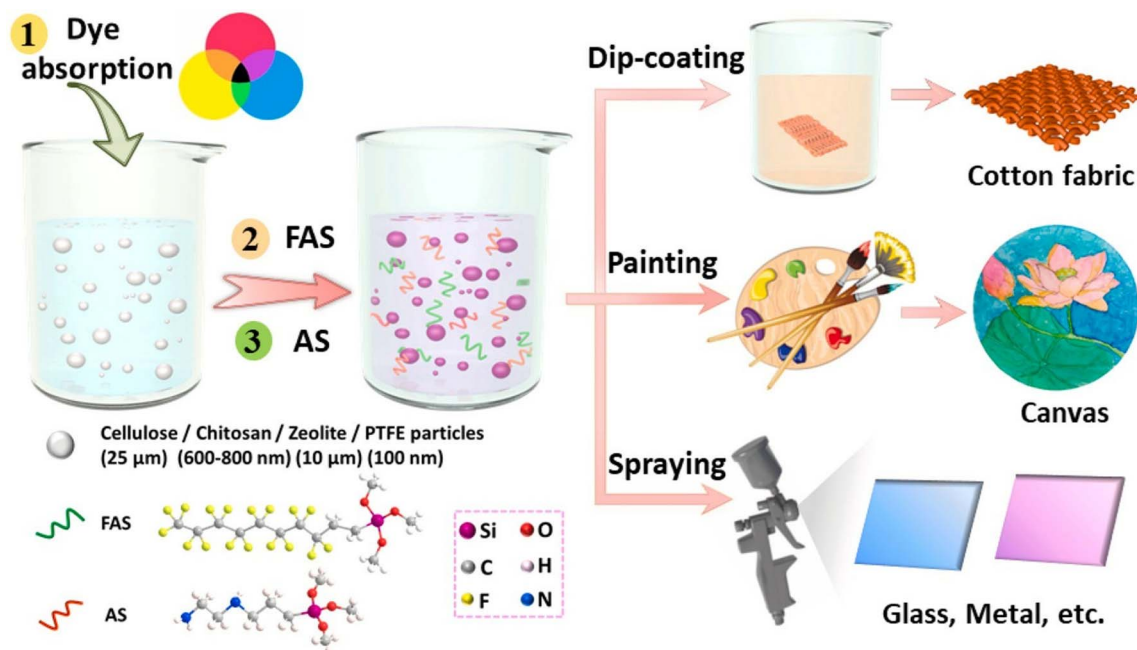 1 Dye
absorption
2 FAS
3 AS
Cellulose / Chitosan / Zeolite / PTFE particles
(25 μm) (600-800 nm) (10 μm) (100 nm)
FAS
AS
Si O
C H
F N
Dip-coating
Cotton fabric
Painting
Canvas
Spraying
Glass, Metal, etc.